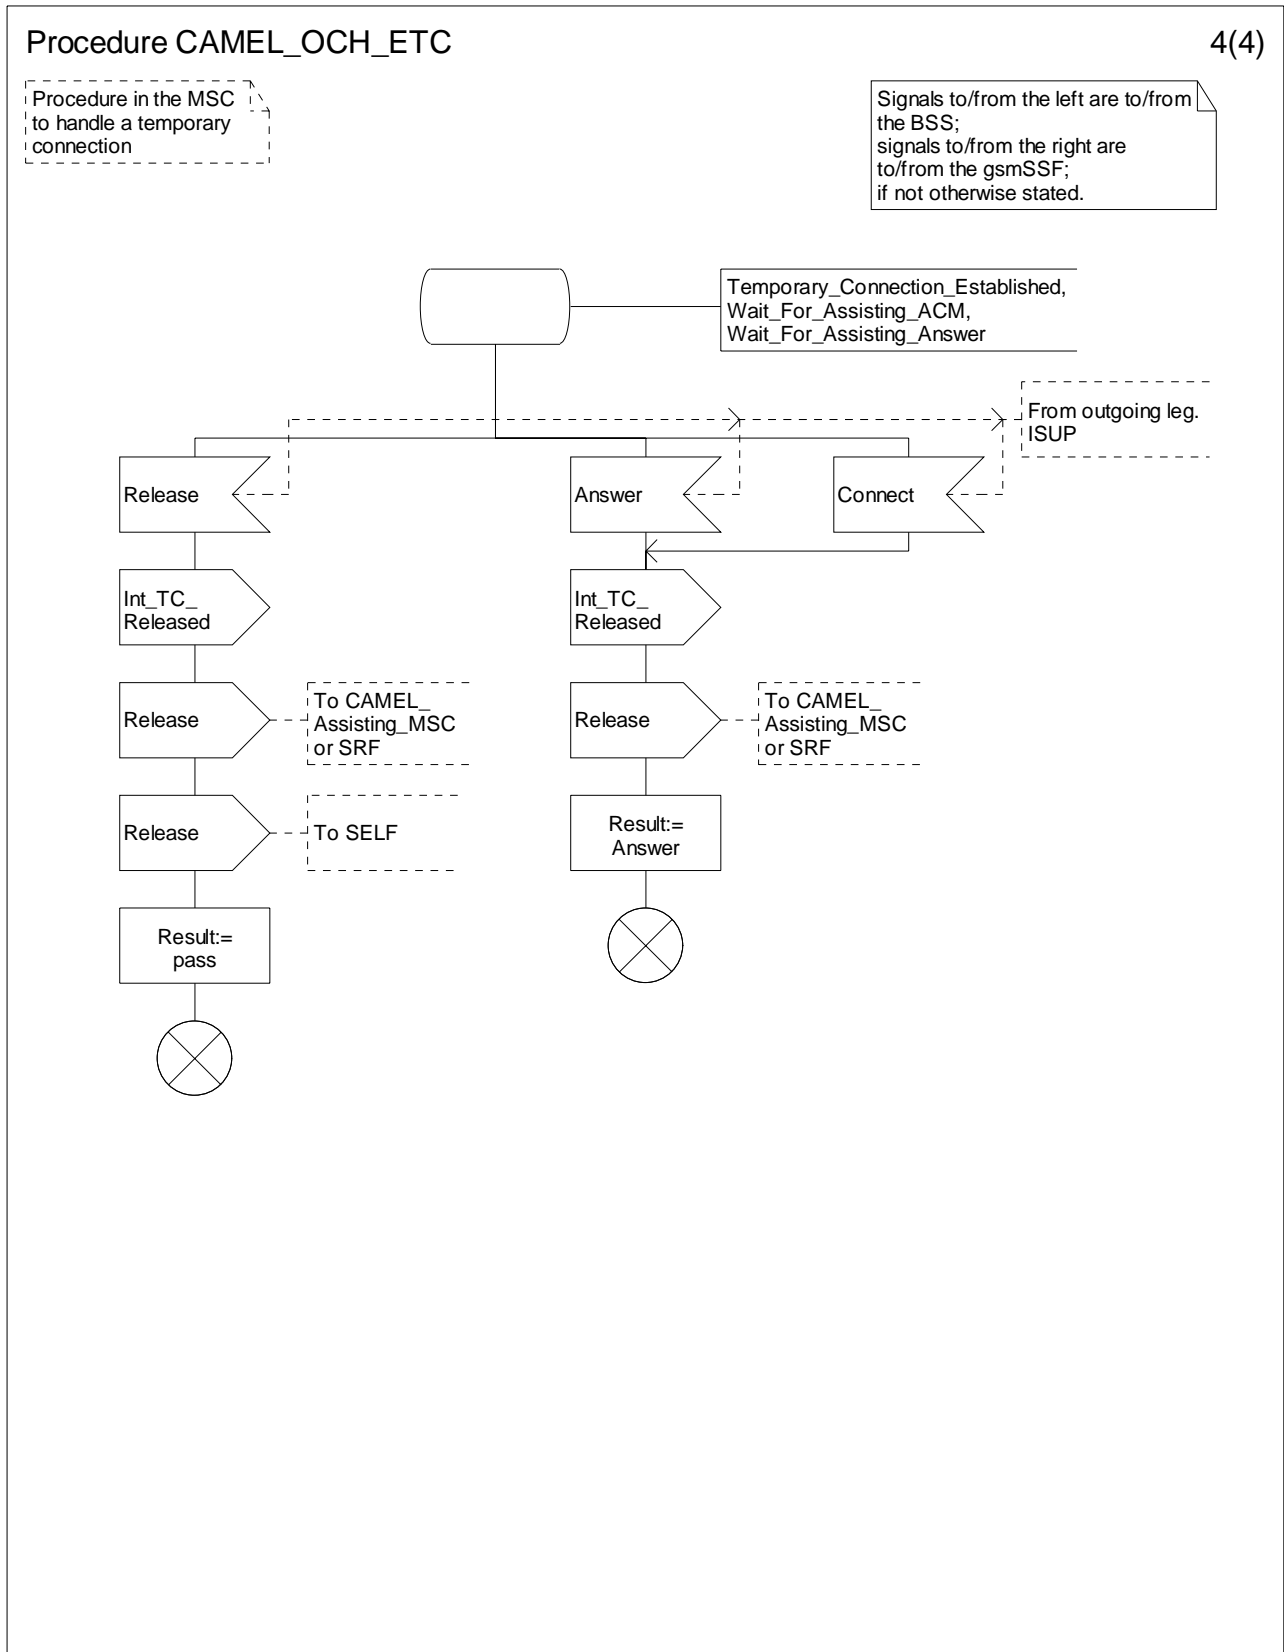 Procedure CAMEL_OCH_ETC
4(4)
Procedure in the MSC
to handle a temporary
connection
Signals to/from the left are to/from
the BSS;
signals to/from the right are
to/from the gsmSSF;
if not otherwise stated.
Temporary_Connection_Established,
Wait_For_Assisting_ACM,
Wait_For_Assisting_Answer
From outgoing leg.
ISUP
Release
Answer
Connect
Int_TC_
Released
Int_TC_
Released
Release
To CAMEL_
Assisting_MSC
or SRF
Release
To CAMEL_
Assisting_MSC
or SRF
Release
To SELF
Result:=
Answer
Result:=
pass